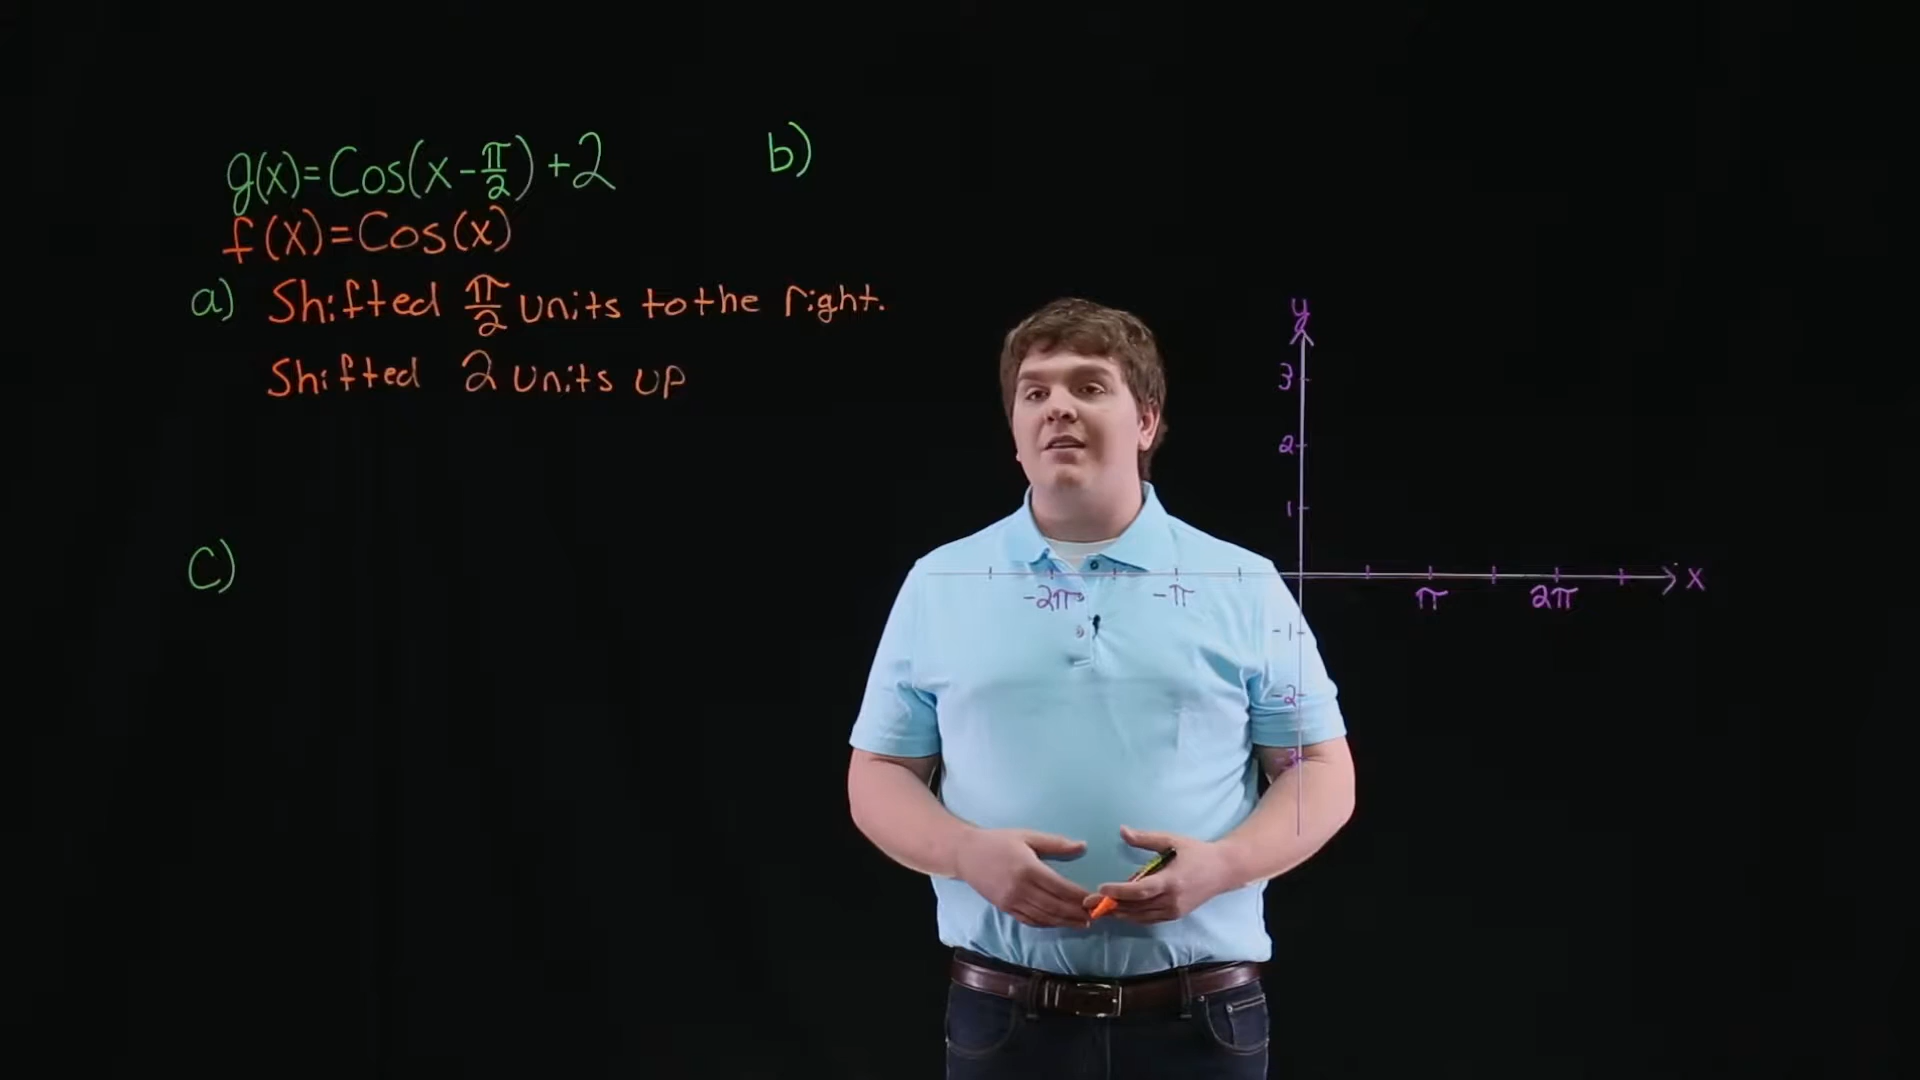 g(x)=Cos(x-π/2)+2
f(x)=Cos(x)
a) Shifted π/2 units to the right.
Shifted 2 units up
b)
y
3
2
1
-2π -π π 2π x
-1
-2
-3
c)